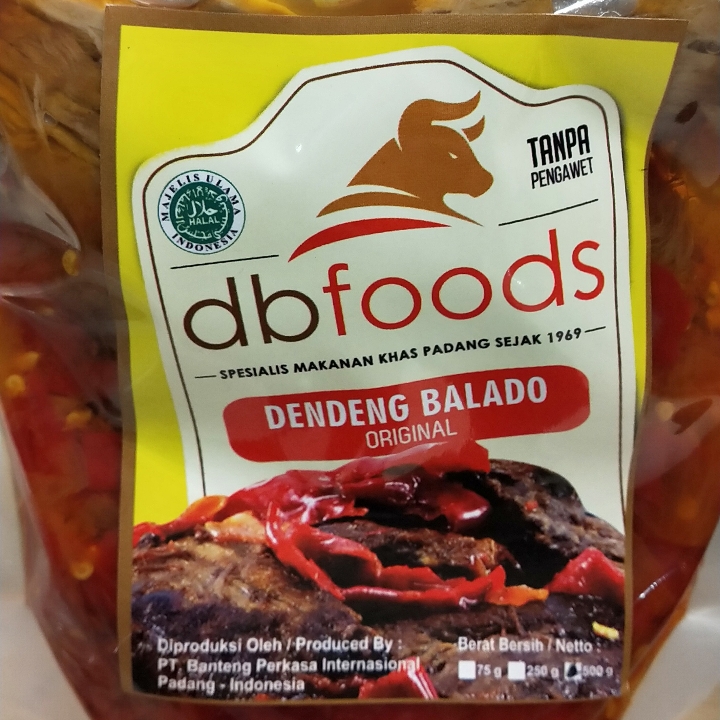 TANPA
PENGAWET
MAJELIS ULAMA
حلال
HALAL
INDONESIA
dbfoods
SPESIALIS MAKANAN KHAS PADANG SEJAK 1969
DENDENG BALADO
ORIGINAL
Diproduksi Oleh / Produced By :
PT. Banteng Perkasa Internasional
Padang - Indonesia
Berat Bersih / Netto :
75 g 250 g 500 g